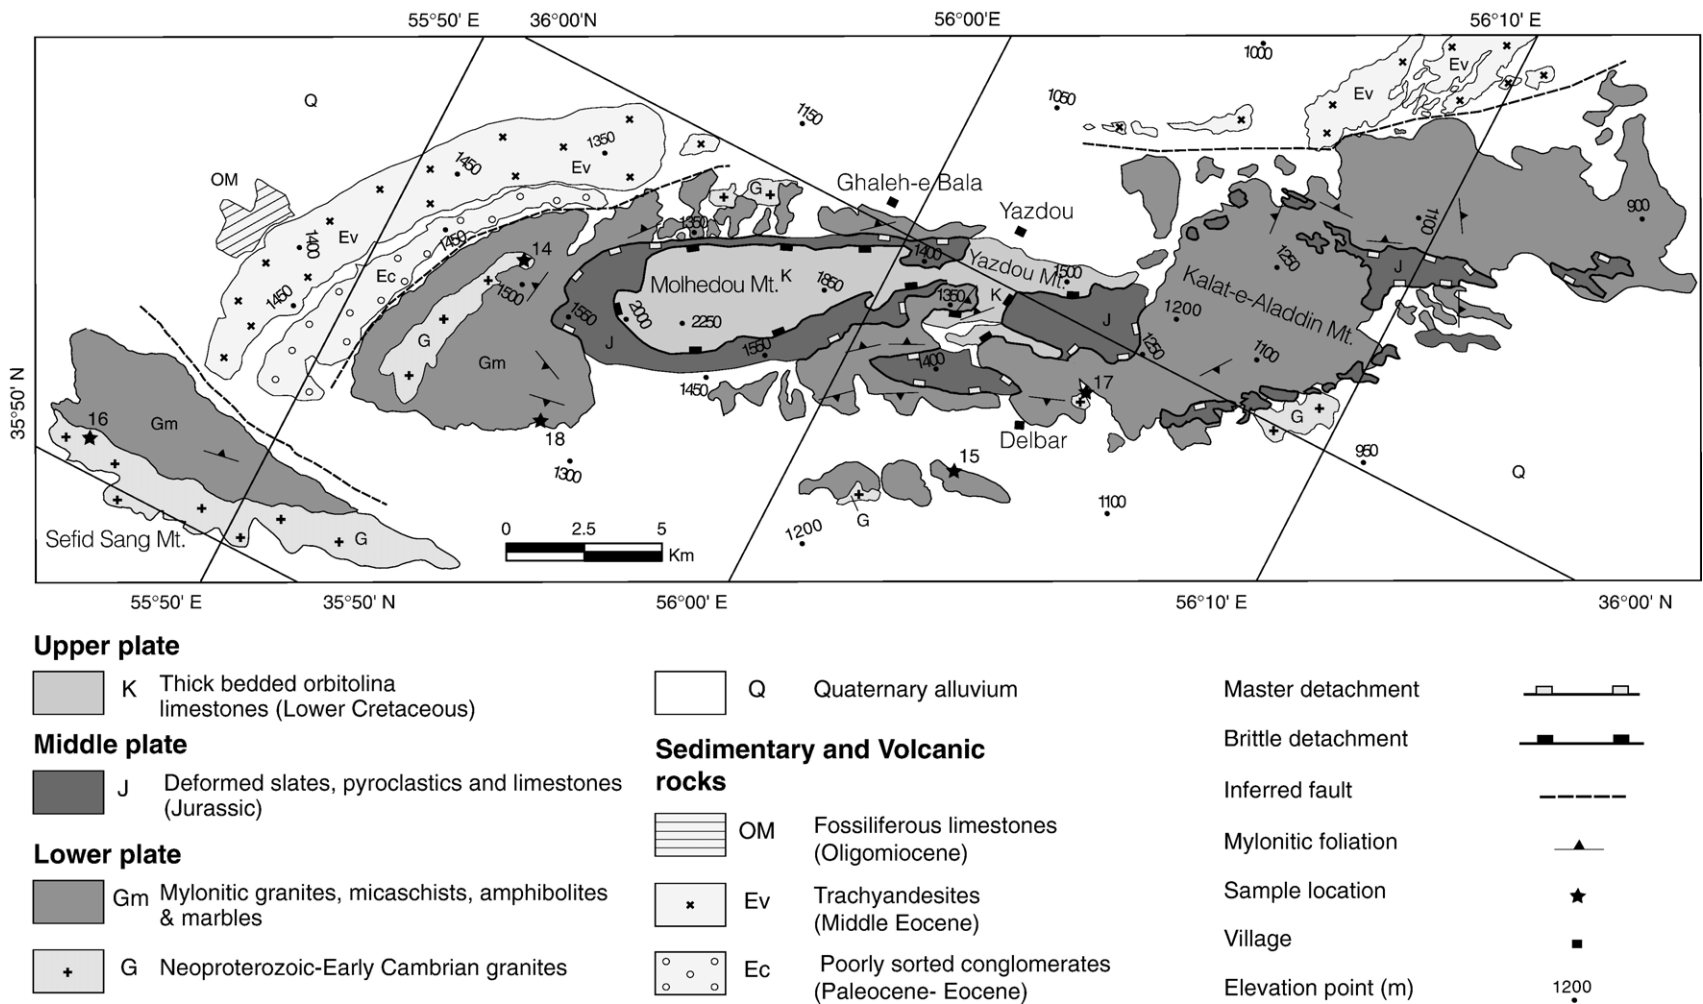 55°50' E
36°00'N
56°00'E
56°10' E
1000
Ev
Ev
Q
1050
1150
1350
1450
Ev
OM
G
Ghaleh-e Bala
Yazdou
900
1400
Ev
1450
1350
1100
14
1400
1250
Ec
Molhedou Mt.
K
Yazdou Mt.
1500
J
Kalat-e-Aladdin Mt.
1450
1500
1850
1350
K
1550
2000
2250
1200
J
G
J
1550
1250
1100
Gm
1400
35°50' N
1450
17
16
Gm
G
18
Delbar
15
950
1300
Q
1200
G
1100
Sefid Sang Mt.
G
0 2.5 5
Km
55°50' E
35°50' N
56°00' E
56°10' E
36°00' N
Upper plate
K Thick bedded orbitolina
limestones (Lower Cretaceous)
Middle plate
J Deformed slates, pyroclastics and limestones
(Jurassic)
Lower plate
Gm Mylonitic granites, micaschists, amphibolites
& marbles
G Neoproterozoic-Early Cambrian granites
Q Quaternary alluvium
Sedimentary and Volcanic
rocks
OM Fossiliferous limestones
(Oligomiocene)
Ev Trachyandesites
(Middle Eocene)
Ec Poorly sorted conglomerates
(Paleocene- Eocene)
Master detachment
Brittle detachment
Inferred fault
Mylonitic foliation
Sample location
Village
Elevation point (m) 1200